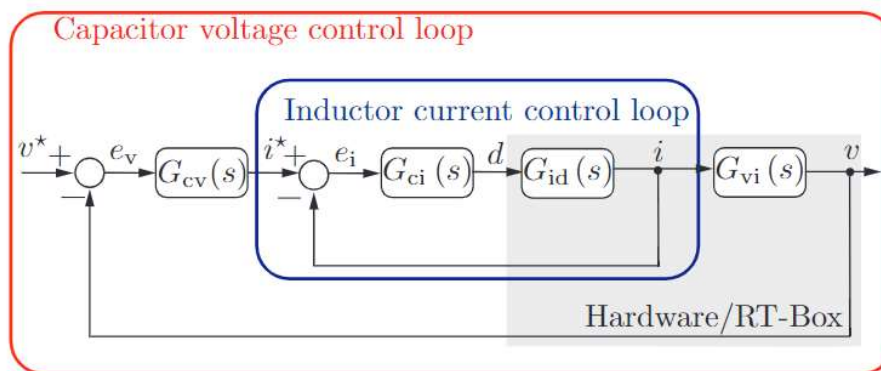 Capacitor voltage control loop
Inductor current control loop
v* + e_v G_cv(s) i* + e_i G_ci (s) d G_id (s) i G_vi (s) v
− −
Hardware/RT-Box